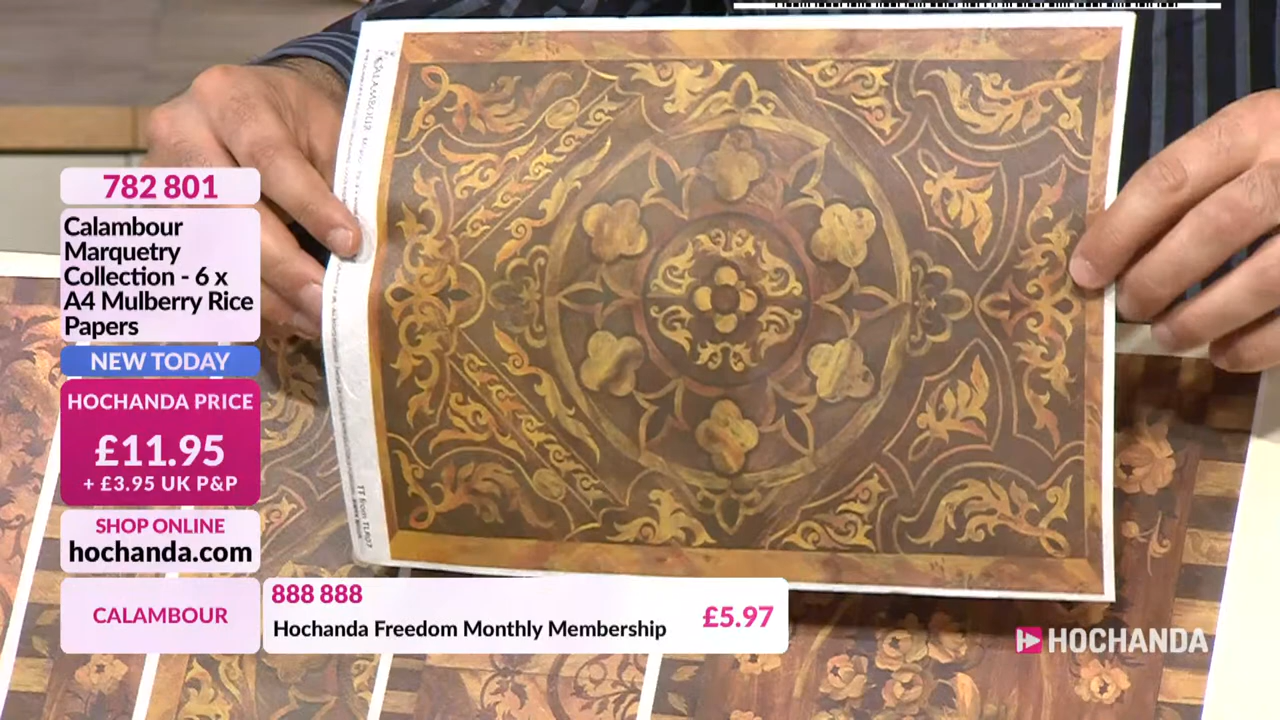 782 801
Calambour
Marquetry
Collection - 6 x
A4 Mulberry Rice
Papers
NEW TODAY
HOCHANDA PRICE
£11.95
+ £3.95 UK P&P
SHOP ONLINE
hochanda.com
CALAMBOUR
888 888
Hochanda Freedom Monthly Membership
£5.97
HOCHANDA
CALAMBOUR